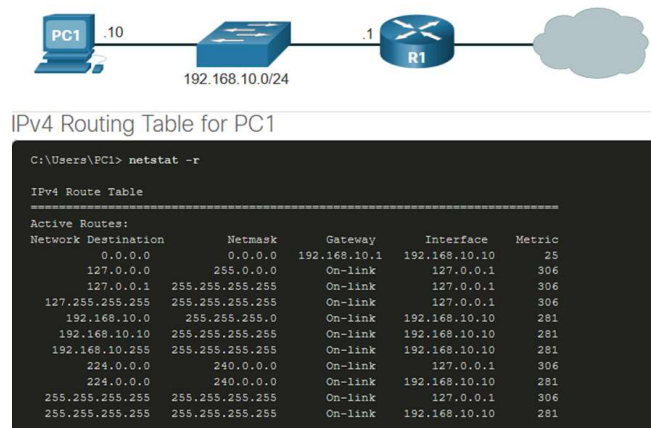 PC1 .10 .1
R1
192.168.10.0/24
IPv4 Routing Table for PC1
C:\Users\PC1> netstat -r
IPv4 Route Table
===========================================================================
Active Routes:
Network Destination Netmask Gateway Interface Metric
0.0.0.0 0.0.0.0 192.168.10.1 192.168.10.10 25
127.0.0.0 255.0.0.0 On-link 127.0.0.1 306
127.0.0.1 255.255.255.255 On-link 127.0.0.1 306
127.255.255.255 255.255.255.255 On-link 127.0.0.1 306
192.168.10.0 255.255.255.0 On-link 192.168.10.10 281
192.168.10.10 255.255.255.255 On-link 192.168.10.10 281
192.168.10.255 255.255.255.255 On-link 192.168.10.10 281
224.0.0.0 240.0.0.0 On-link 127.0.0.1 306
224.0.0.0 240.0.0.0 On-link 192.168.10.10 281
255.255.255.255 255.255.255.255 On-link 127.0.0.1 306
255.255.255.255 255.255.255.255 On-link 192.168.10.10 281